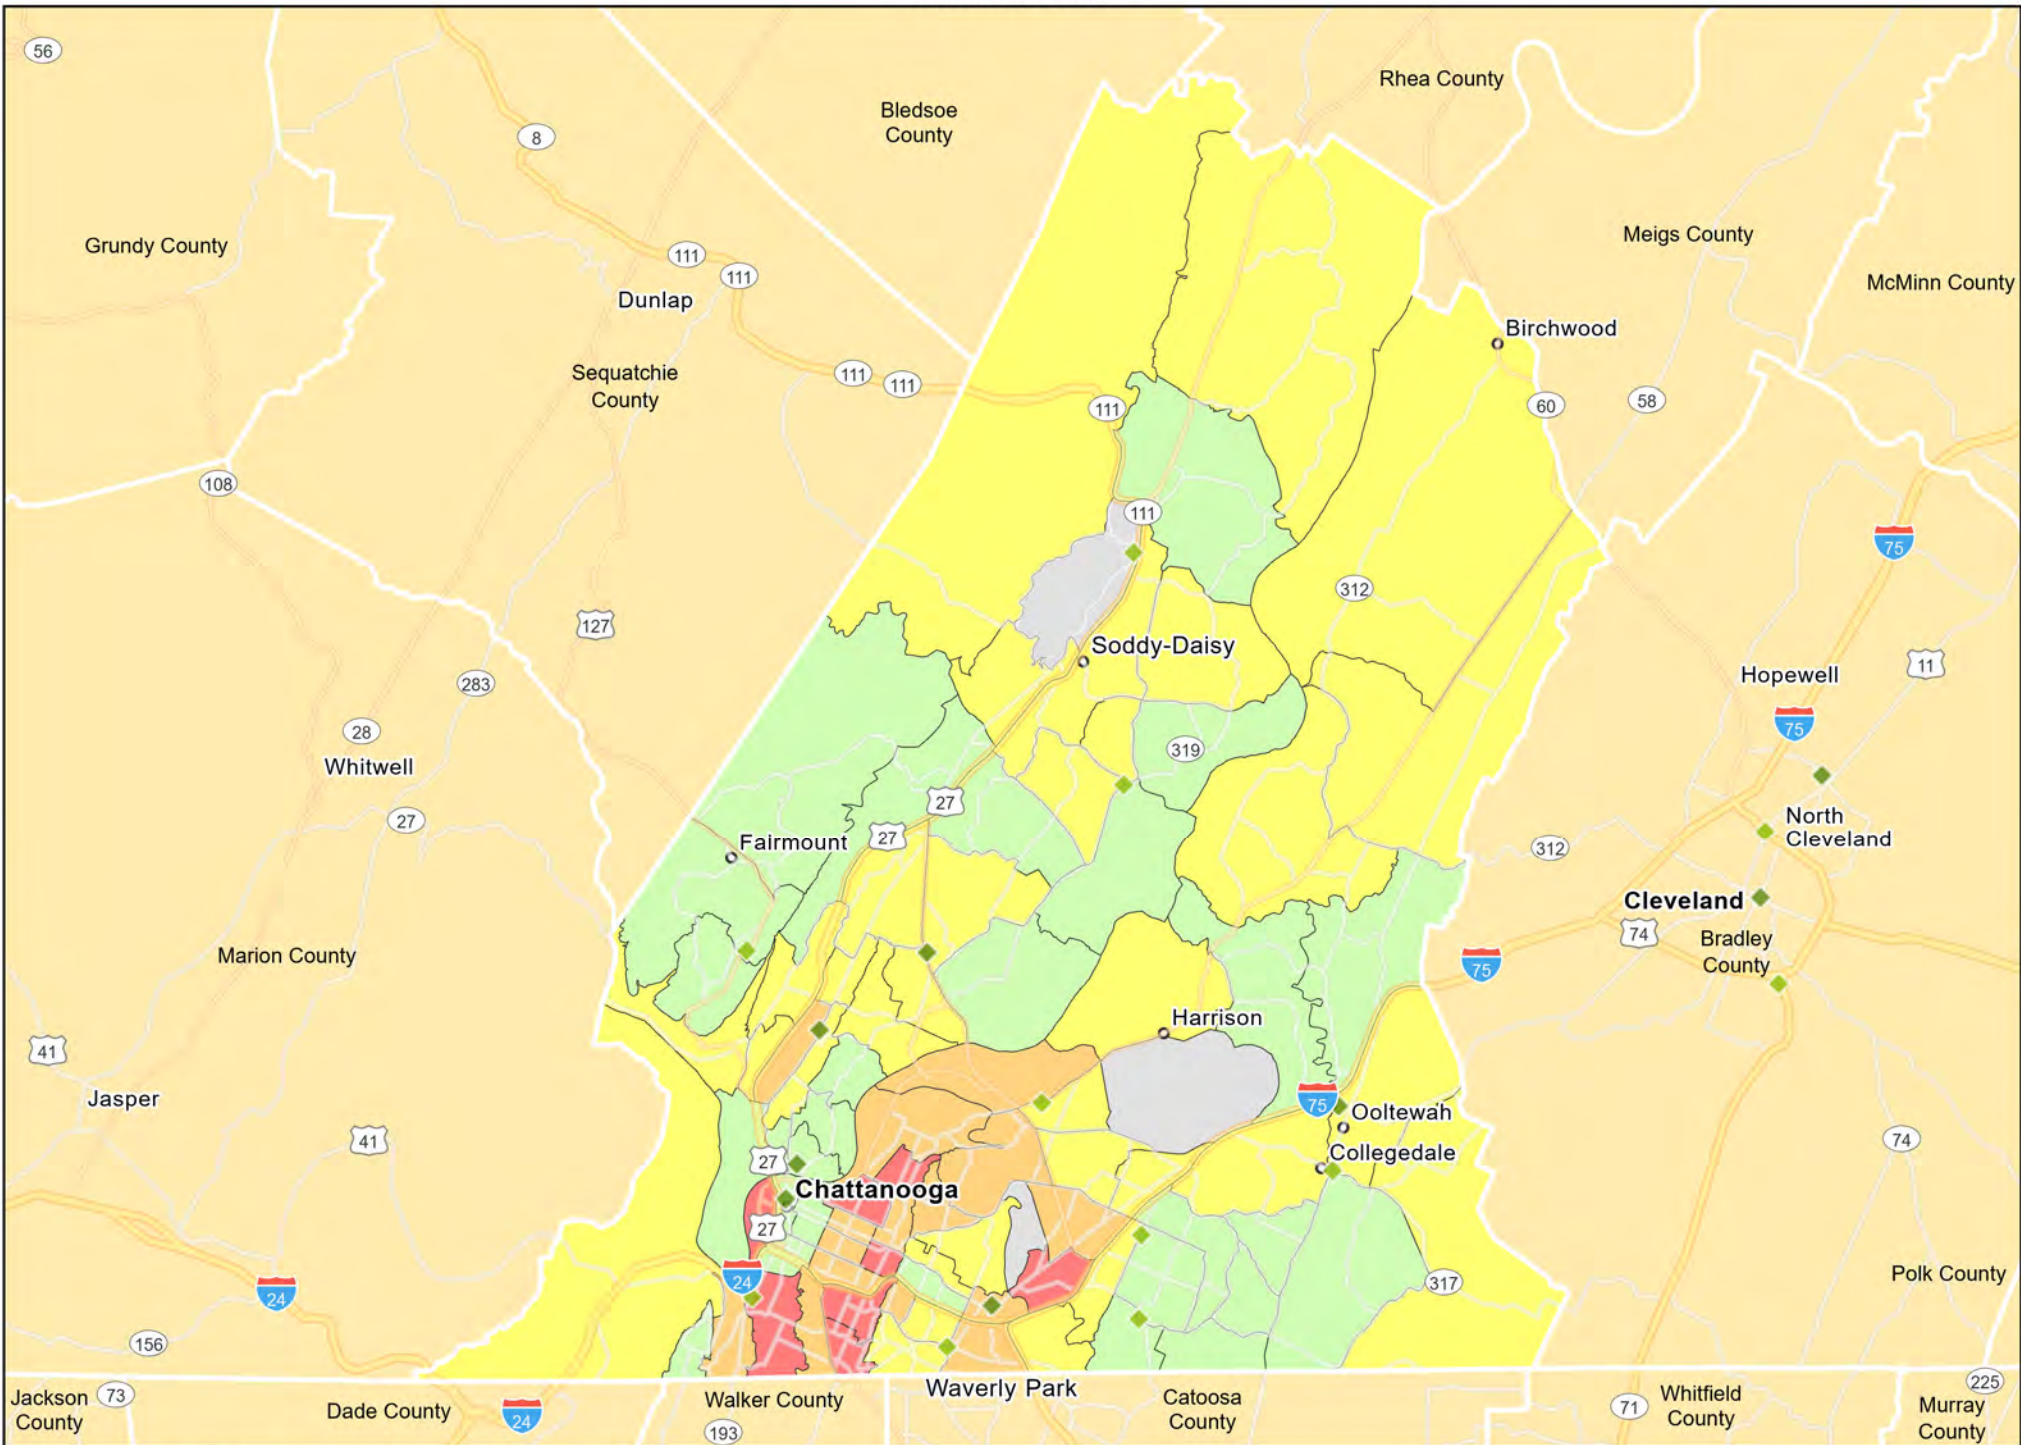 56
Rhea County
Bledsoe
County
8
Grundy County
Meigs County
111
111
McMinn County
Dunlap
Birchwood
Sequatchie
County
111
111
111
60
58
108
111
75
312
127
Soddy-Daisy
11
Hopewell
283
75
28
319
Whitwell
27
27
27
North
Cleveland
Fairmount
312
Cleveland
74
Bradley
County
Marion County
75
Harrison
41
Jasper
75
Ooltewah
41
74
Collegedale
27
Chattanooga
27
24
Polk County
317
24
156
Waverly Park
Jackson
County
73
Dade County
24
Walker County
193
Catoosa
County
71
Whitfield
County
225
Murray
County